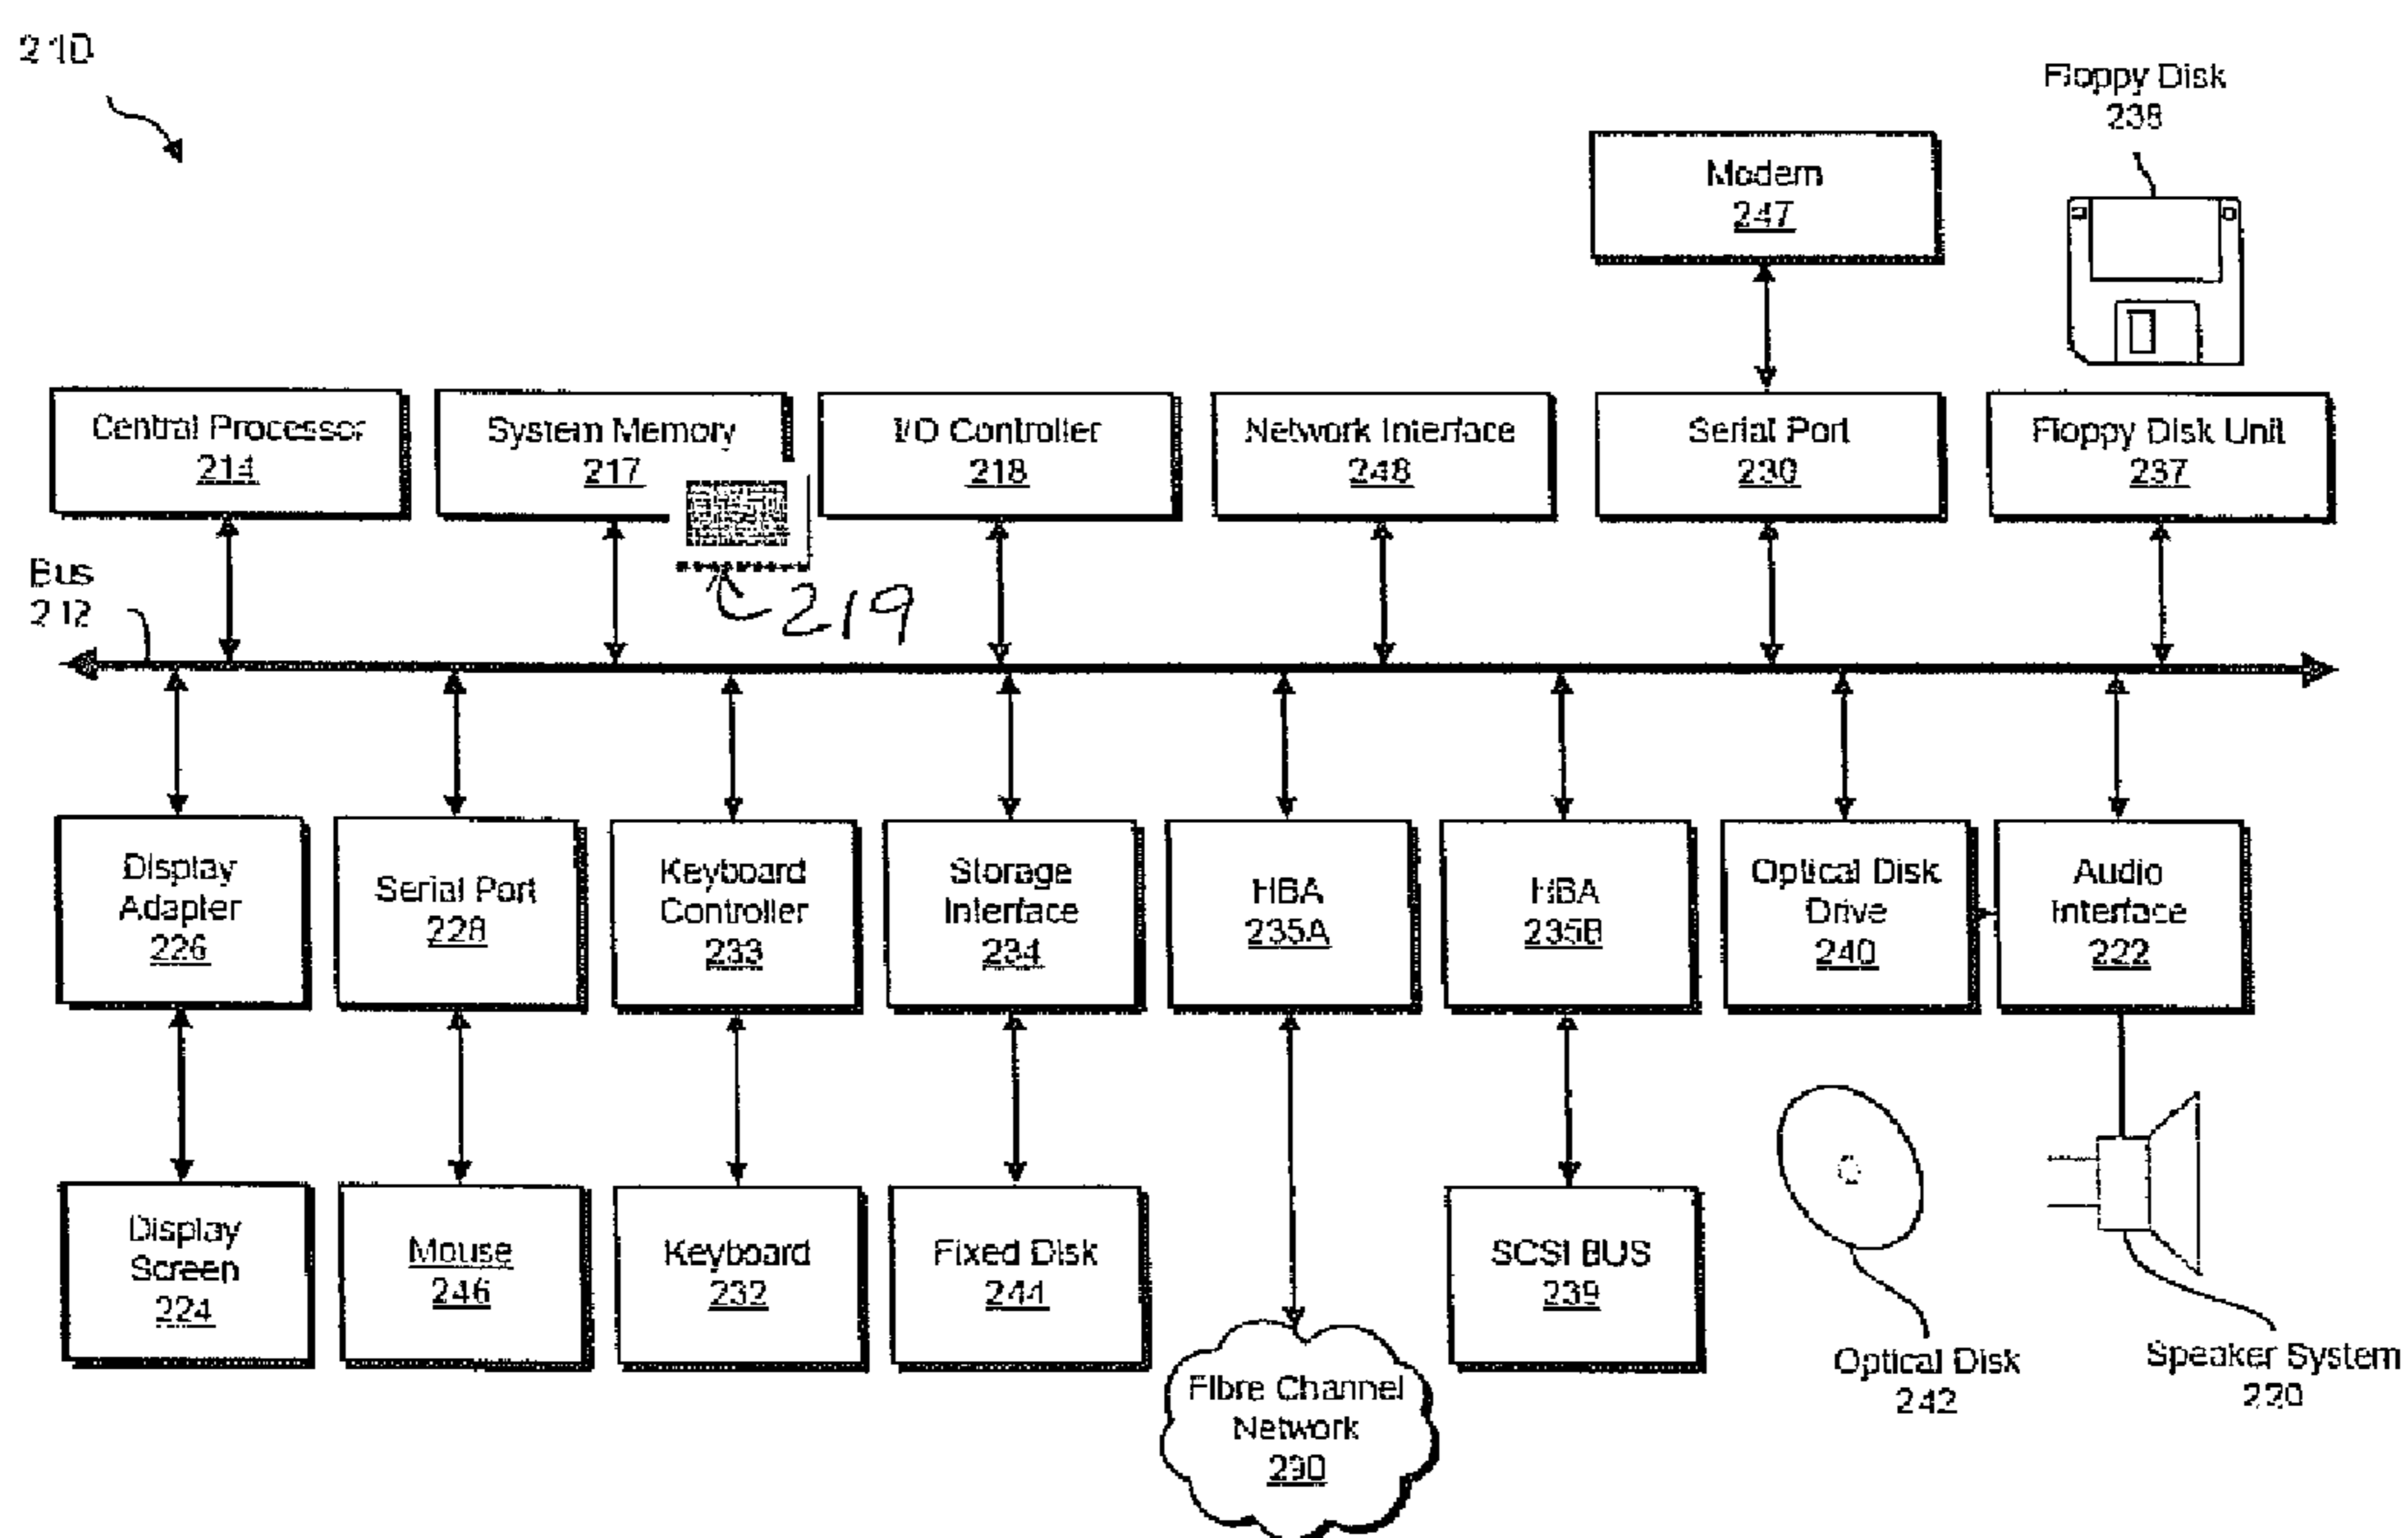 210
Floppy Disk
238
Modem
247
Central Processor
214
System Memory
217
I/O Controller
218
Network Interface
248
Serial Port
230
Floppy Disk Unit
237
Bus
212
219
Display
Adapter
226
Serial Port
228
Keyboard
Controller
233
Storage
Interface
234
HBA
235A
HBA
235B
Optical Disk
Drive
240
Audio
Interface
222
Display
Screen
224
Mouse
246
Keyboard
232
Fixed Disk
244
Fibre Channel
Network
290
SCSI BUS
239
Optical Disk
242
Speaker System
220